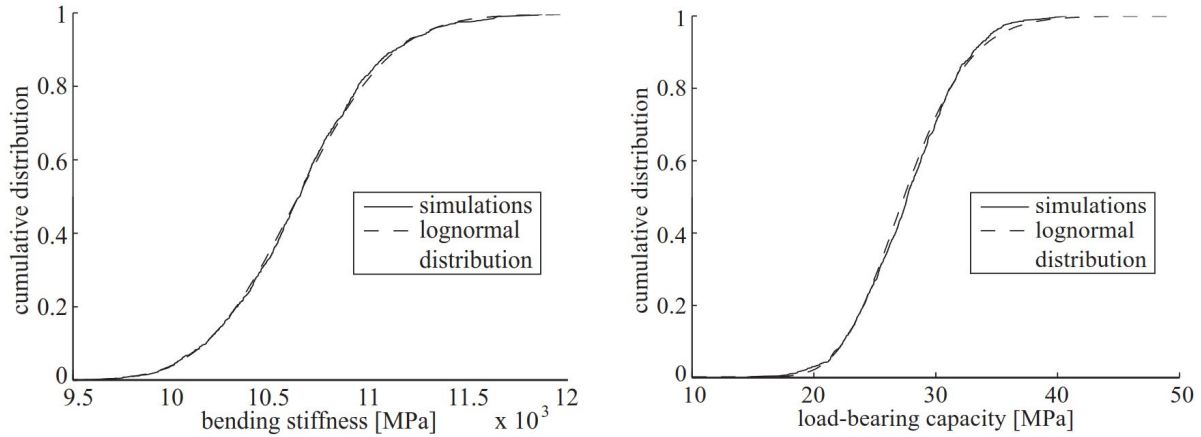 1
0.8
0.6
0.4
0.2
0
cumulative distribution
simulations
lognormal
distribution
9.5 10 10.5 11 11.5 12
bending stiffness [MPa] x 10³
1
0.8
0.6
0.4
0.2
0
cumulative distribution
simulations
lognormal
distribution
10 20 30 40 50
load-bearing capacity [MPa]